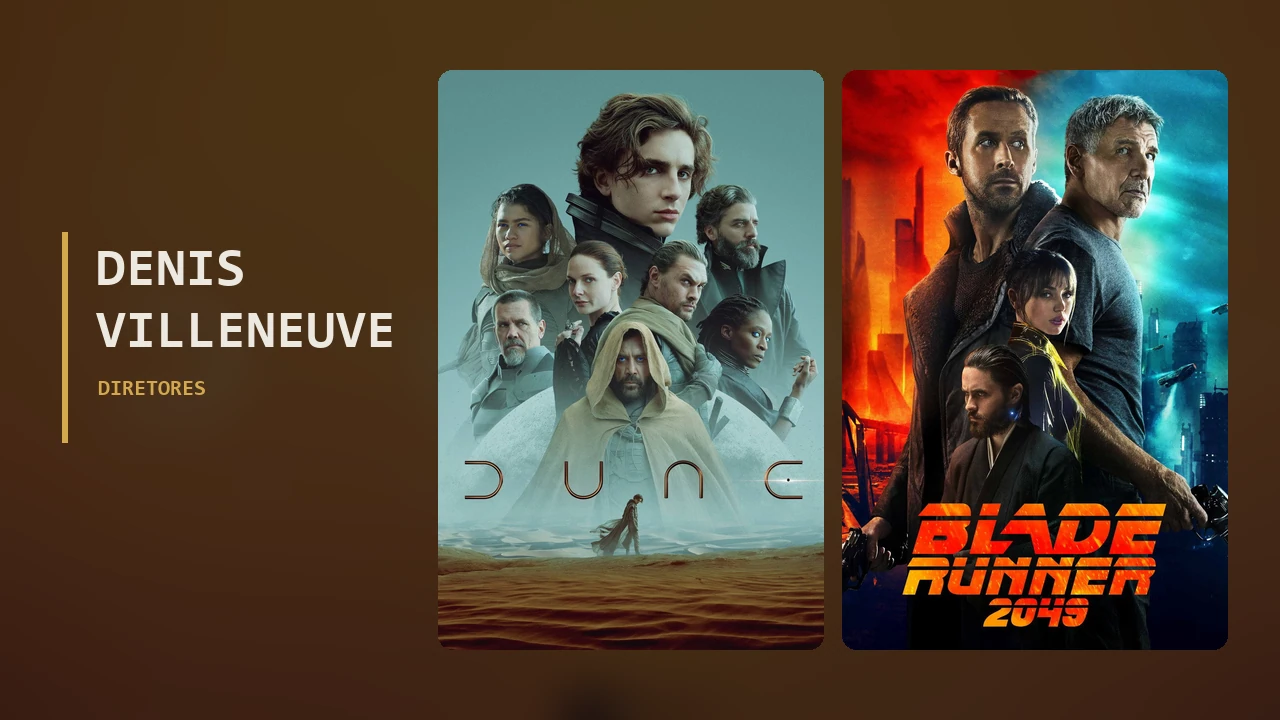 DENIS
VILLENEUVE
DIRETORES
DUNE
BLADE
RUNNER
2049